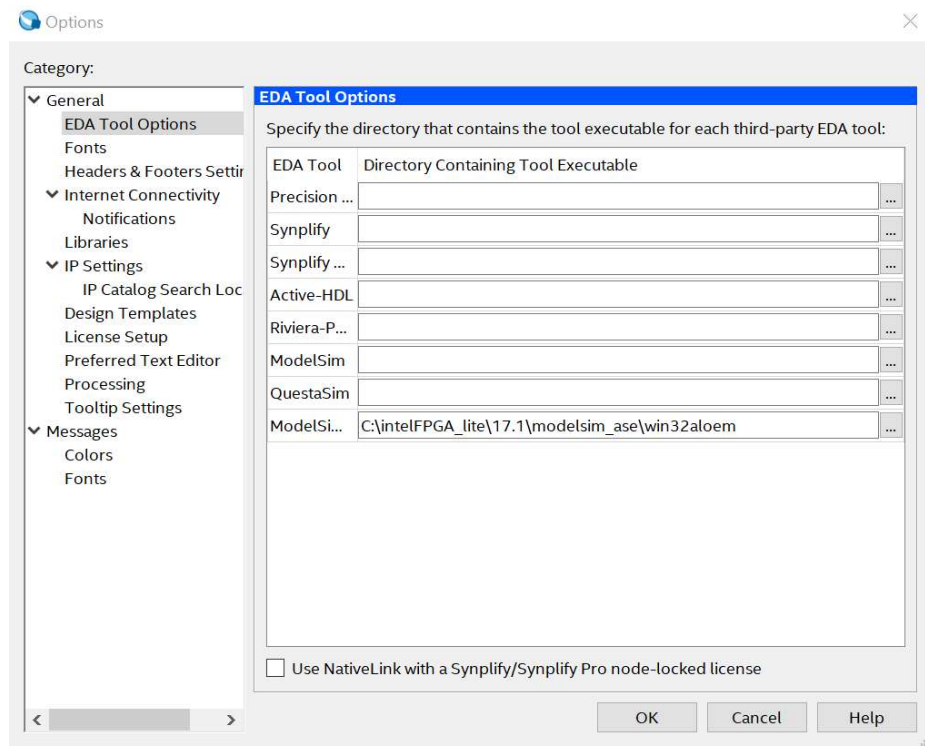 Options
Category:
General
EDA Tool Options
Fonts
Headers & Footers Settir
Internet Connectivity
Notifications
Libraries
IP Settings
IP Catalog Search Loc
Design Templates
License Setup
Preferred Text Editor
Processing
Tooltip Settings
Messages
Colors
Fonts
EDA Tool Options
Specify the directory that contains the tool executable for each third-party EDA tool:
EDA Tool Directory Containing Tool Executable
Precision ... ...
Synplify ...
Synplify ... ...
Active-HDL ...
Riviera-P... ...
ModelSim ...
QuestaSim ...
ModelSi... C:\intelFPGA_lite\17.1\modelsim_ase\win32aloem ...
Use NativeLink with a Synplify/Synplify Pro node-locked license
OK Cancel Help